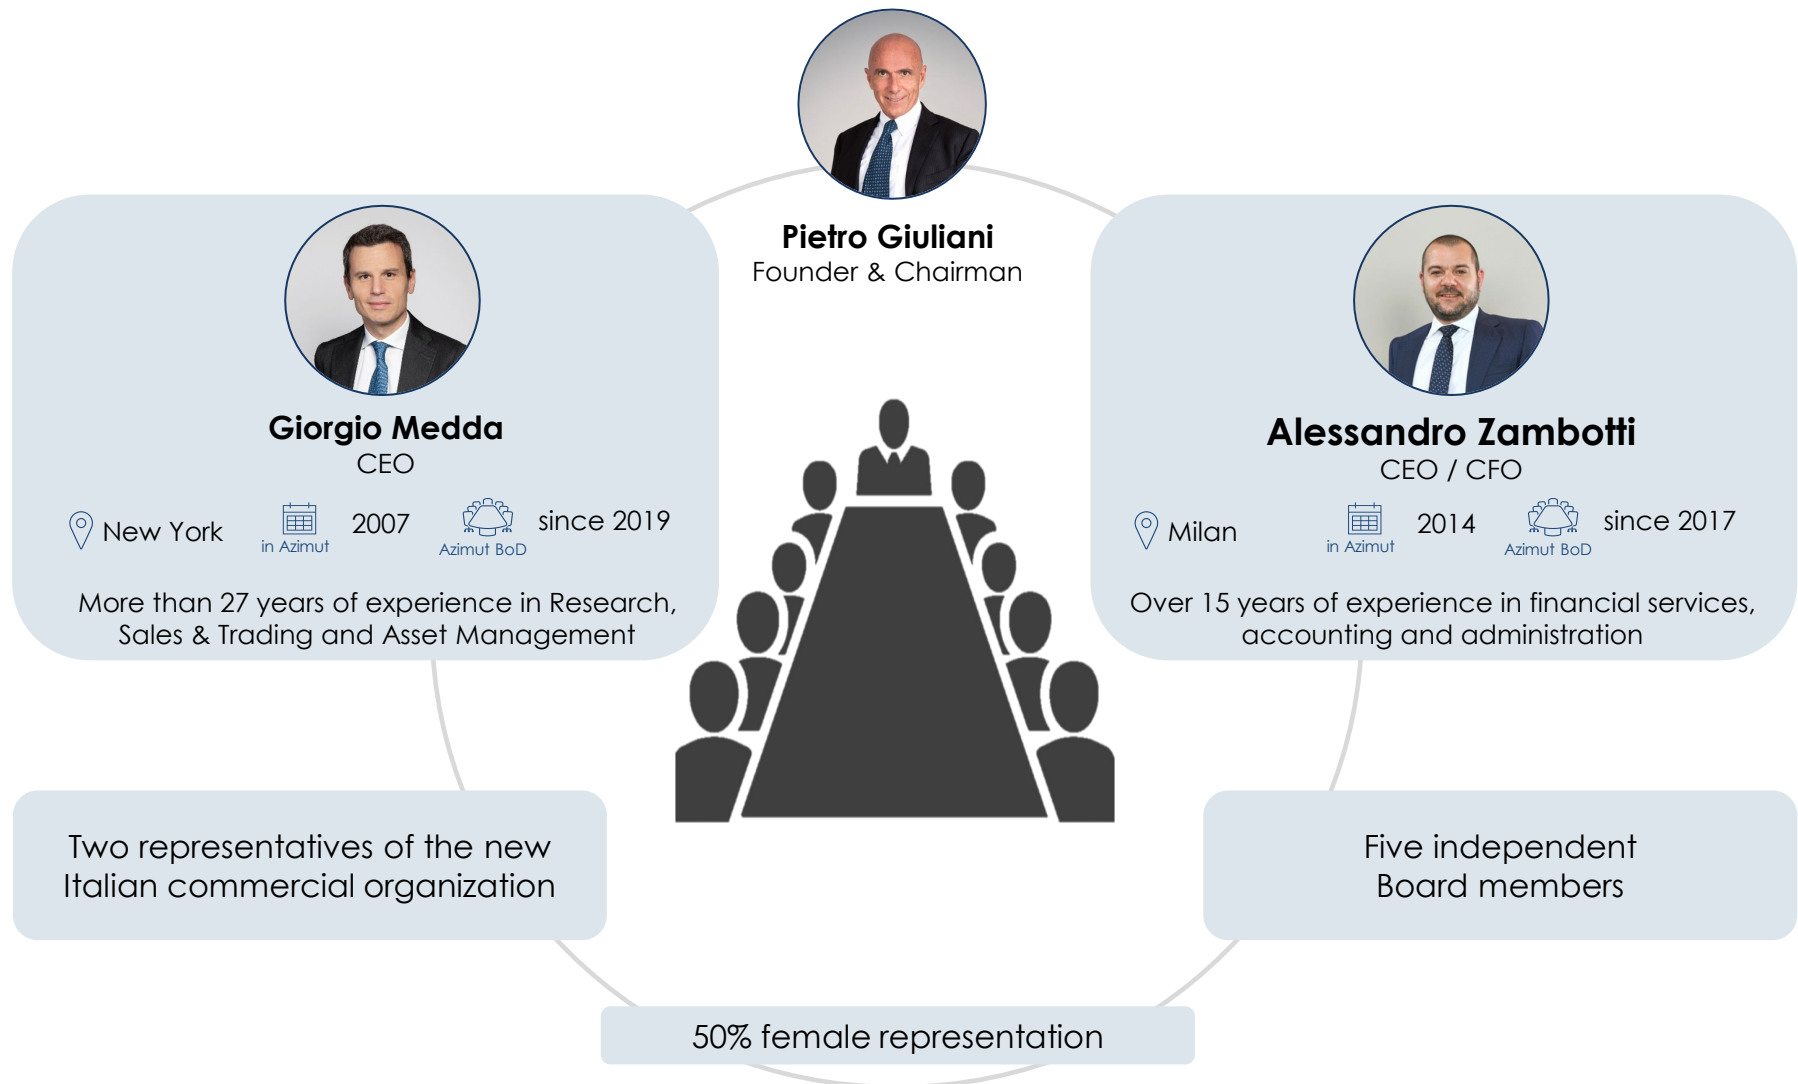 Pietro Giuliani
Founder & Chairman
Giorgio Medda
CEO
New York
in Azimut
2007
Azimut BoD
since 2019
More than 27 years of experience in Research,
Sales & Trading and Asset Management
Alessandro Zambotti
CEO / CFO
Milan
in Azimut
2014
Azimut BoD
since 2017
Over 15 years of experience in financial services,
accounting and administration
Two representatives of the new
Italian commercial organization
Five independent
Board members
50% female representation